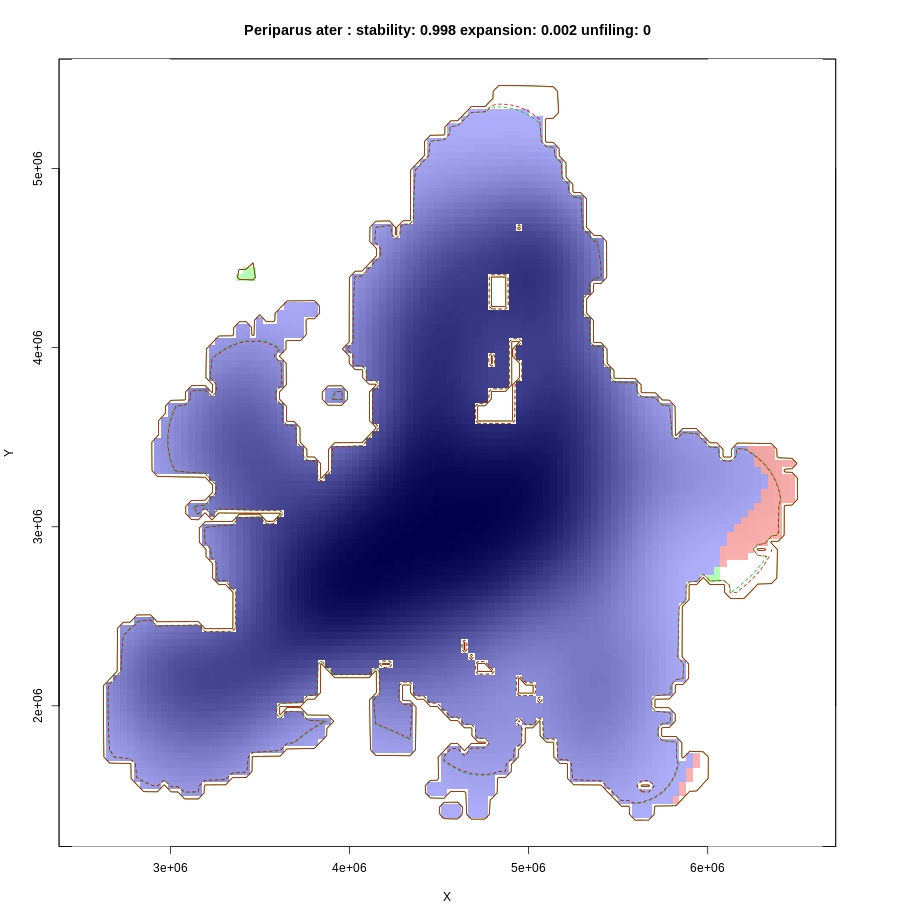 Periparus ater : stability: 0.998 expansion: 0.002 unfiling: 0
5e+06
4e+06
Y
3e+06
2e+06
3e+06 4e+06 5e+06 6e+06
X